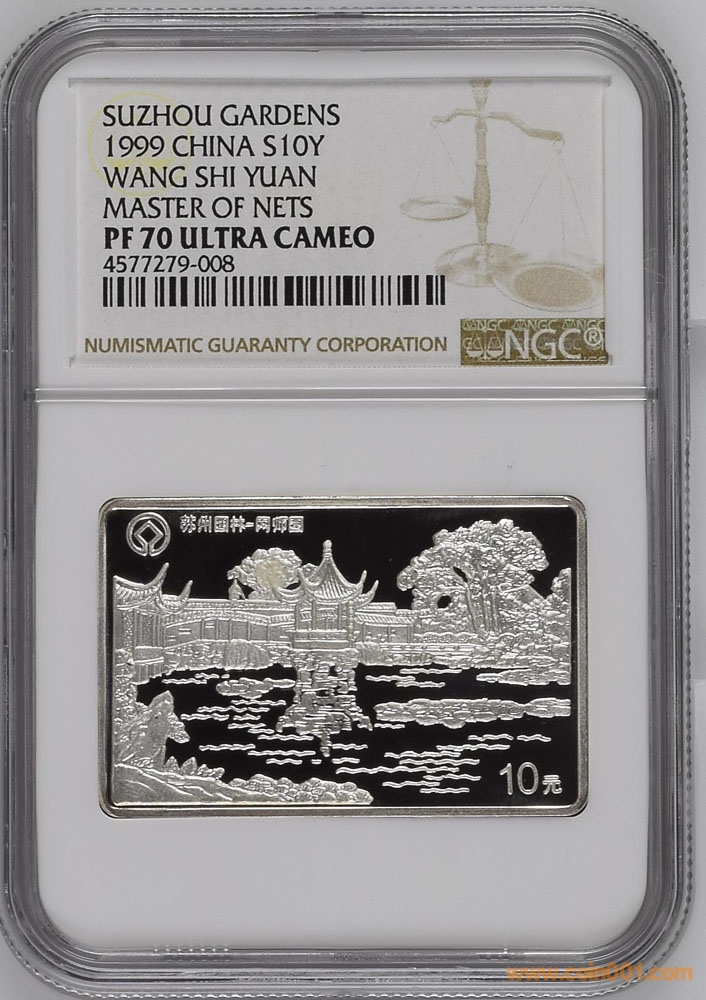 SUZHOU GARDENS
1999 CHINA S10Y
WANG SHI YUAN
MASTER OF NETS
PF 70 ULTRA CAMEO
4577279-008
NUMISMATIC GUARANTY CORPORATION
NGC®
苏州园林-网师园
10元
www.coin001.com